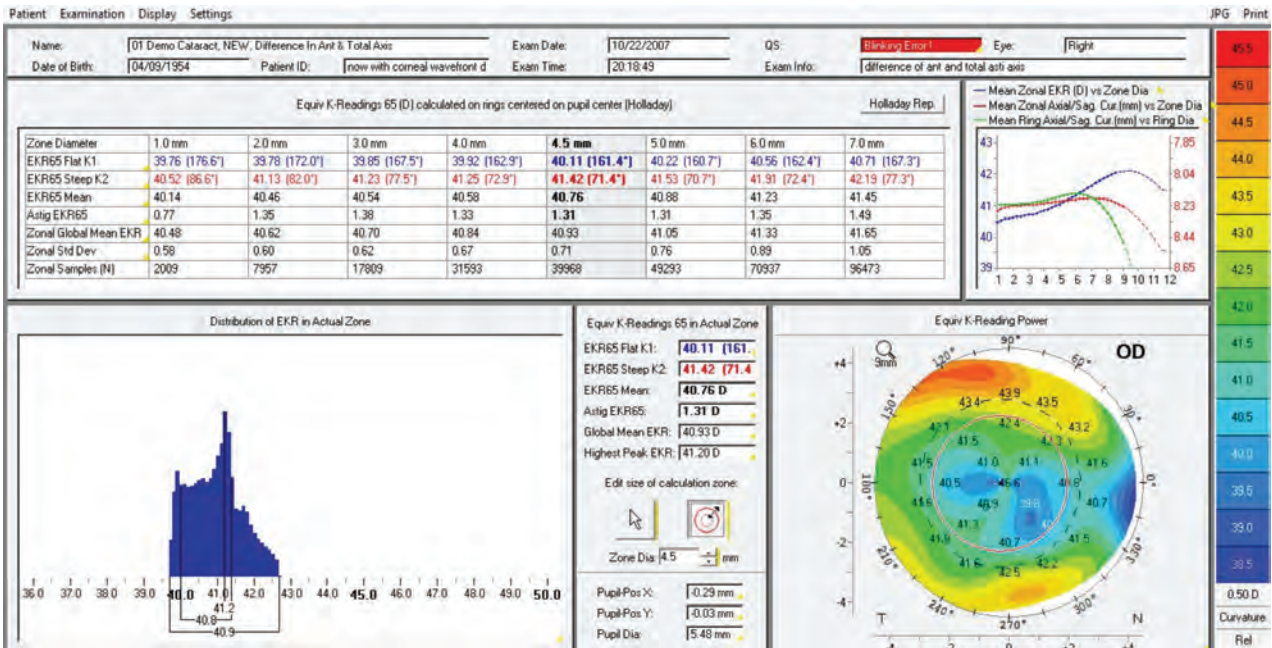 Patient Examination Display Settings JPG Print
Name: 01 Demo Cataract, NEW, Difference In Ant & Total Axis Exam Date: 10/22/2007 QS: Blinking Error! Eye: Right
Date of Birth: 04/09/1954 Patient ID: now with corneal wavefront d Exam Time: 20:18:49 Exam Info: difference of ant and total asti axis
Equiv K-Readings 65 (D) calculated on rings centered on pupil center (Holladay) Holladay Rep.
Zone Diameter 1.0 mm 2.0 mm 3.0 mm 4.0 mm 4.5 mm 5.0 mm 6.0 mm 7.0 mm
EKR65 Flat K1 39.76 (176.6°) 39.78 (172.0°) 39.85 (167.5°) 39.92 (162.9°) 40.11 (161.4°) 40.22 (160.7°) 40.56 (162.4°) 40.71 (167.3°)
EKR65 Steep K2 40.52 (86.6°) 41.13 (82.0°) 41.23 (77.5°) 41.25 (72.9°) 41.42 (71.4°) 41.53 (70.7°) 41.91 (72.4°) 42.19 (77.3°)
EKR65 Mean 40.14 40.46 40.54 40.58 40.76 40.88 41.23 41.45
Astig EKR65 0.77 1.35 1.38 1.33 1.31 1.31 1.35 1.49
Zonal Global Mean EKR 40.48 40.62 40.70 40.84 40.93 41.05 41.33 41.65
Zonal Std Dev 0.58 0.60 0.62 0.67 0.71 0.76 0.89 1.05
Zonal Samples (N) 2009 7957 17809 31593 39968 49293 70937 96473
Mean Zonal EKR (D) vs Zone Dia
Mean Zonal Axial/Sag. Cur.(mm) vs Zone Dia
Mean Ring Axial/Sag. Cur.(mm) vs Ring Dia
43 7.85
42 8.04
41 8.23
40 8.44
39 8.65
1 2 3 4 5 6 7 8 9 10 11 12
Distribution of EKR in Actual Zone
36.0 37.0 38.0 39.0 40.0 41.0 42.0 43.0 44.0 45.0 46.0 47.0 48.0 49.0 50.0
41.2
40.8
40.9
Equiv K-Readings 65 in Actual Zone
EKR65 Flat K1: 40.11 (161.
EKR65 Steep K2: 41.42 (71.4
EKR65 Mean: 40.76 D
Astig EKR65: 1.31 D
Global Mean EKR: 40.93 D
Highest Peak EKR: 41.20 D
Edit size of calculation zone:
Zone Dia: 4.5 mm
Pupil-Pos X: -0.29 mm
Pupil-Pos Y: -0.03 mm
Pupil Dia: 5.48 mm
Equiv K-Reading Power
OD
9mm
90°
120° 60°
150° 30°
0°
210° 330°
240° 300°
270°
+4
+2
0
-2
-4
43.4 43.9 43.5
42.1 42.4 43.2
41.5
41.5 41.0 41.1 41.6
40.5 40.8
40.7
39.8
41.3
41.9 40.7 41.5
41.6 42.5 42.2
T N
-4 -2 0 +2 +4
45.5
45.0
44.5
44.0
43.5
43.0
42.5
42.0
41.5
41.0
40.5
40.0
39.5
39.0
38.5
0.50 D
Curvature
Rel